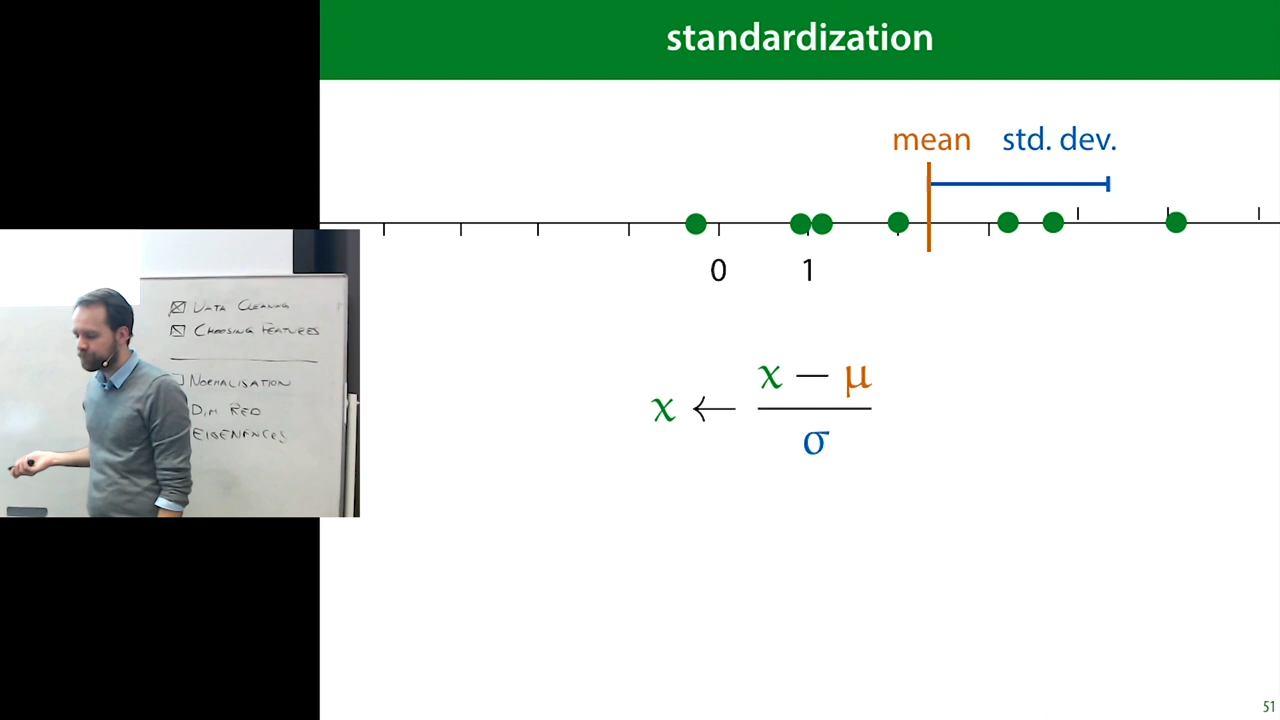 standardization
mean std. dev.
0 1
x ← x − μ
σ
DATA CLEANING
CHOOSING FEATURES
NORMALISATION
DIM RED
EIGENFACES
51